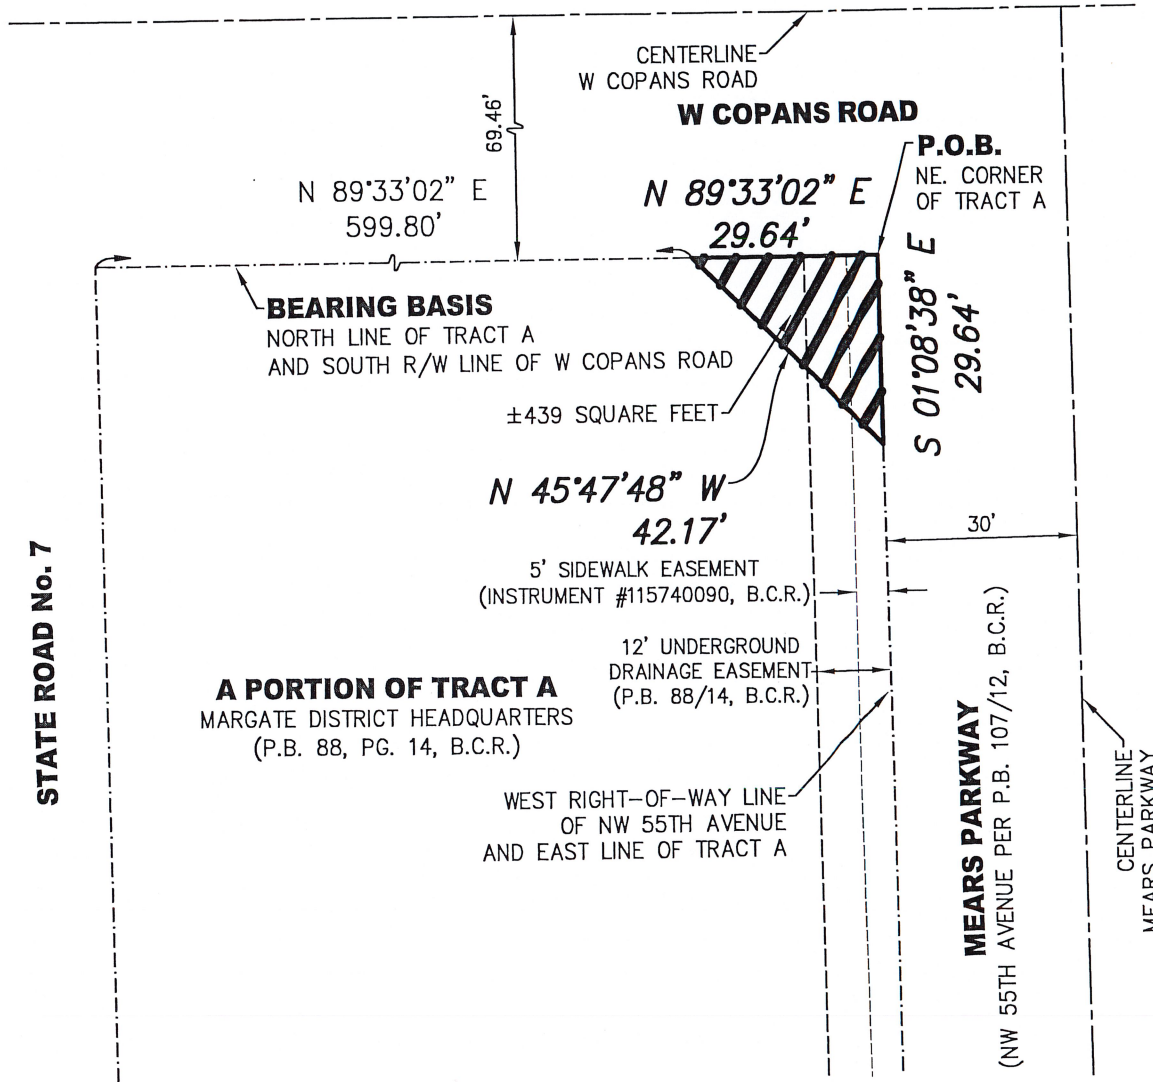 CENTERLINE
W COPANS ROAD
W COPANS ROAD
69.46'
P.O.B.
NE. CORNER
OF TRACT A
N 89°33'02" E
599.80'
N 89°33'02" E
29.64'
S 01°08'38" E
29.64'
BEARING BASIS
NORTH LINE OF TRACT A
AND SOUTH R/W LINE OF W COPANS ROAD
±439 SQUARE FEET
N 45°47'48" W
42.17'
30'
5' SIDEWALK EASEMENT
(INSTRUMENT #115740090, B.C.R.)
12' UNDERGROUND
DRAINAGE EASEMENT
(P.B. 88/14, B.C.R.)
STATE ROAD No. 7
A PORTION OF TRACT A
MARGATE DISTRICT HEADQUARTERS
(P.B. 88, PG. 14, B.C.R.)
WEST RIGHT-OF-WAY LINE
OF NW 55TH AVENUE
AND EAST LINE OF TRACT A
MEARS PARKWAY
(NW 55TH AVENUE PER P.B. 107/12, B.C.R.)
CENTERLINE
MEARS PARKWAY